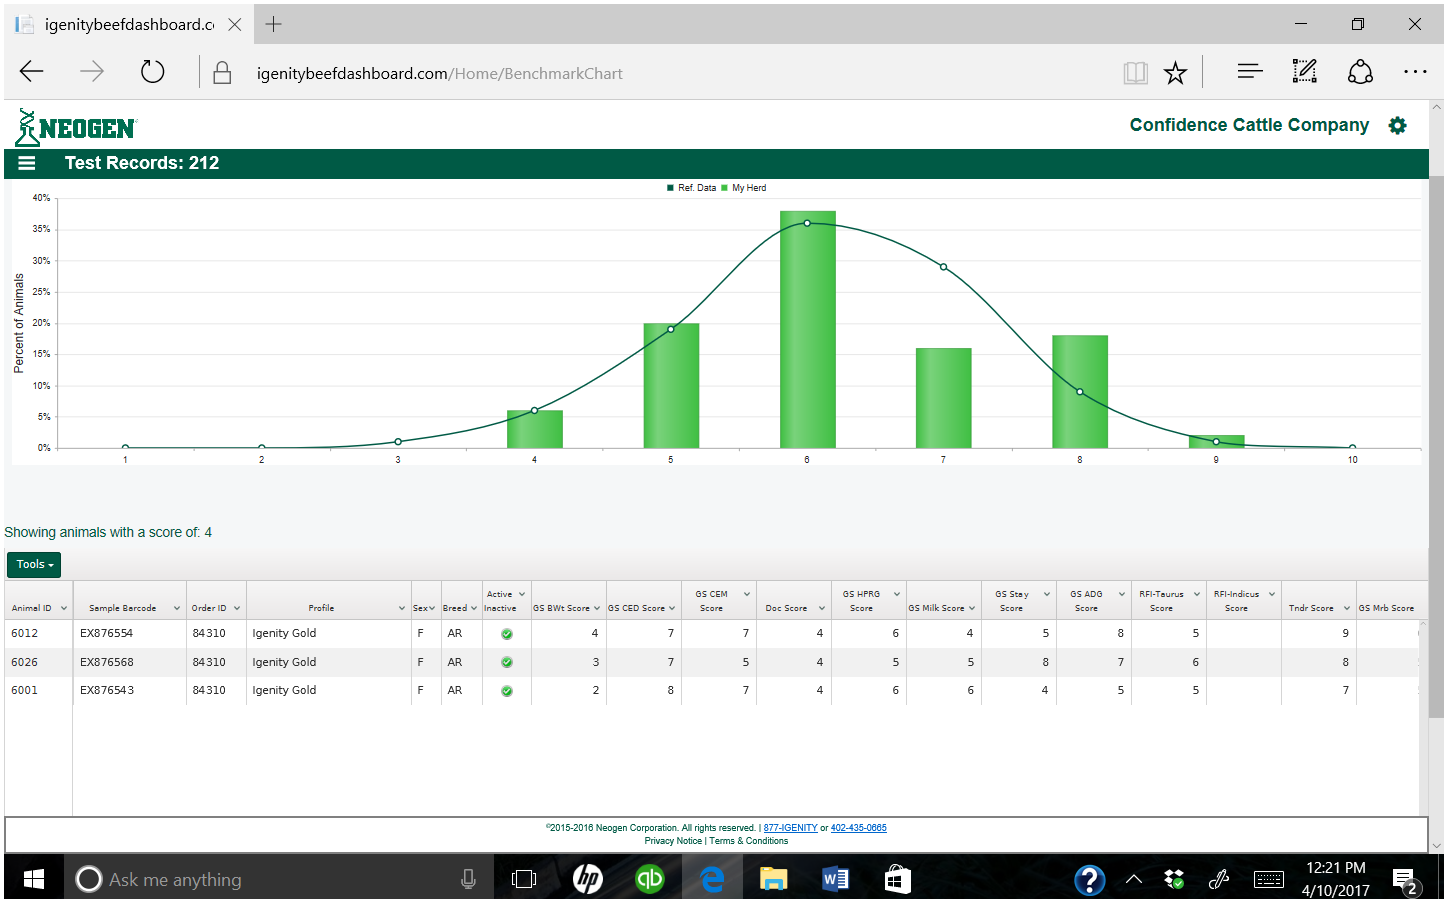 igenitybeefdashboard.c
igenitybeefdashboard.com/Home/BenchmarkChart
NEOGEN
Confidence Cattle Company
Test Records: 212
Ref. Data My Herd
40%
35%
30%
25%
20%
15%
10%
5%
0%
Percent of Animals
1 2 3 4 5 6 7 8 9 10
Showing animals with a score of: 4
Tools
Animal ID Sample Barcode Order ID Profile Sex Breed Active Inactive GS BWt Score GS CED Score GS CEM Score Doc Score GS HPRG Score GS Milk Score GS Stay Score GS ADG Score RFI-Taurus Score RFI-Indicus Score Tndr Score GS Mrb Score
6012 EX876554 84310 Igenity Gold F AR 4 7 7 4 6 4 5 8 5 9
6026 EX876568 84310 Igenity Gold F AR 3 7 5 4 5 5 8 7 6 8
6001 EX876543 84310 Igenity Gold F AR 2 8 7 4 6 6 4 5 5 7
©2015-2016 Neogen Corporation. All rights reserved. | 877-IGENITY or 402-435-0665
Privacy Notice | Terms & Conditions
Ask me anything
hp
qb
12:21 PM
4/10/2017
2